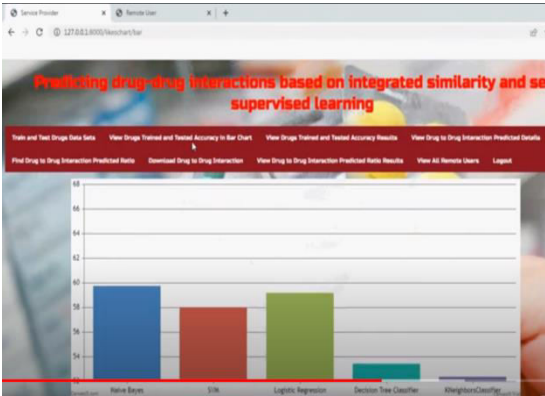 Service Provider
Remote User
127.0.0.1:8000/likeschart/bar
Predicting drug-drug interactions based on integrated similarity and se
supervised learning
Train and Test Drugs Data Sets
View Drugs Trained and Tested Accuracy in Bar Chart
View Drugs Trained and Tested Accuracy Results
View Drug to Drug Interaction Predicted Details
Find Drug to Drug Interaction Predicted Ratio
Download Drug to Drug Interaction
View Drug to Drug Interaction Predicted Ratio Results
View All Remote Users
Logout
68
66
64
62
60
58
56
54
Naive Bayes
SVM
Logistic Regression
Decision Tree Classifier
KNeighborsClassifier